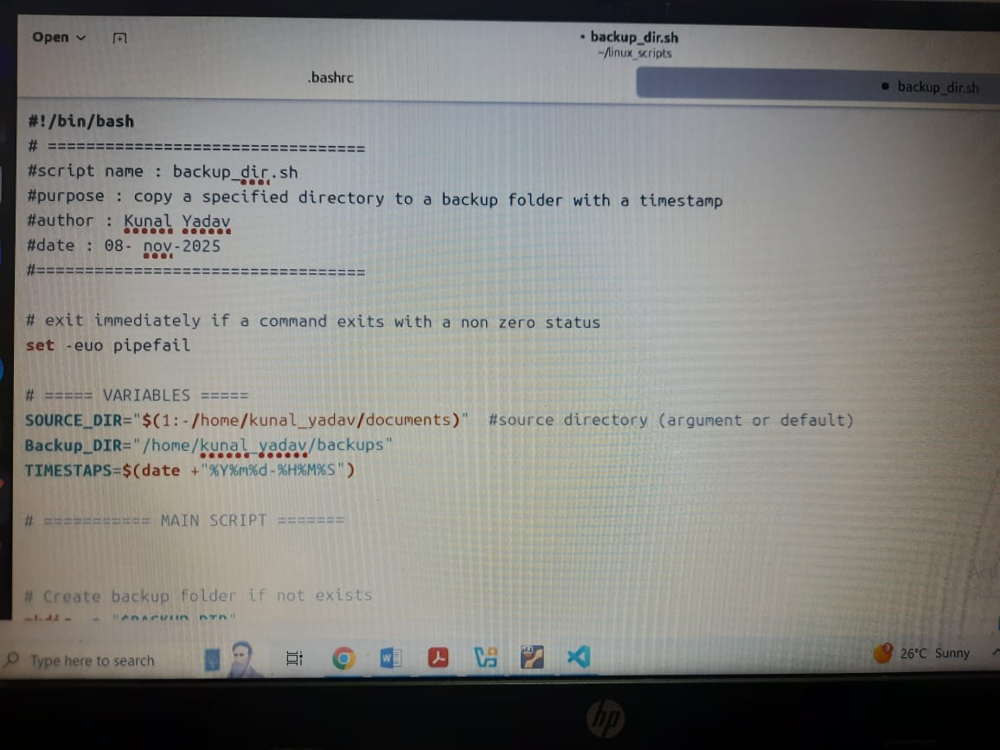 Open
• backup_dir.sh
~/linux_scripts
.bashrc
● backup_dir.sh
#!/bin/bash
# =================================
#script name : backup_dir.sh
#purpose : copy a specified directory to a backup folder with a timestamp
#author : Kunal Yadav
#date : 08- nov-2025
#==================================
# exit immediately if a command exits with a non zero status
set -euo pipefail
# ===== VARIABLES =====
SOURCE_DIR="$(1:-/home/kunal_yadav/documents)" #source directory (argument or default)
Backup_DIR="/home/kunal_yadav/backups"
TIMESTAPS=$(date +"%Y%m%d-%H%M%S")
# =========== MAIN SCRIPT =======
# Create backup folder if not exists
"$BACKUP_DIR"
Type here to search
26°C Sunny
hp